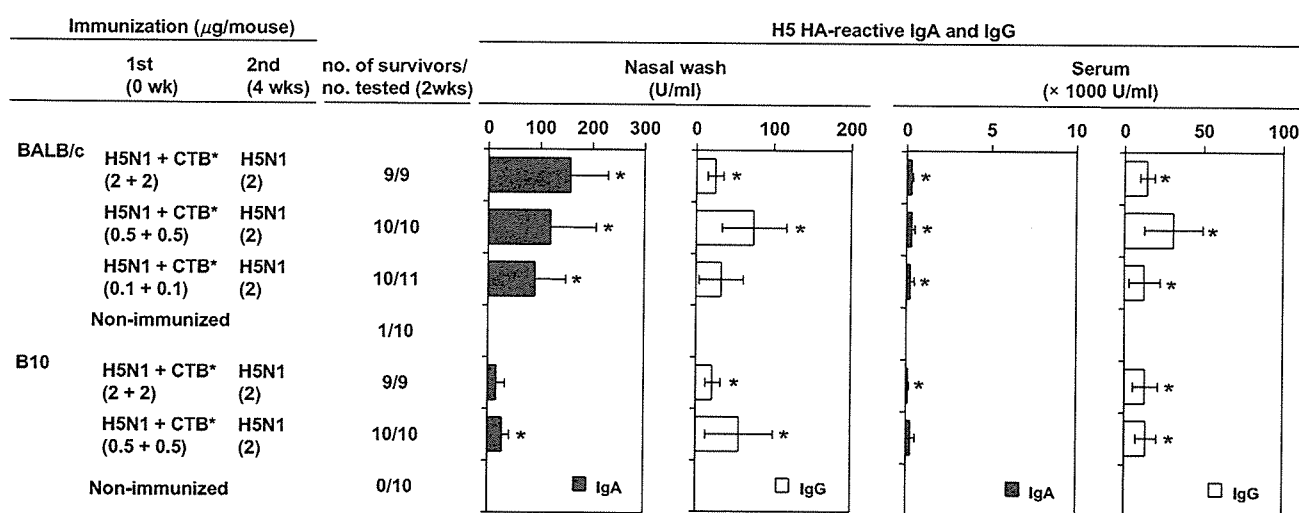 Immunization (μg/mouse)
H5 HA-reactive IgA and IgG
1st
(0 wk)
2nd
(4 wks)
no. of survivors/
no. tested (2wks)
Nasal wash
(U/ml)
Serum
(× 1000 U/ml)
0 100 200 300
0 100 200
0 5 10
0 50 100
BALB/c
H5N1 + CTB* H5N1
(2 + 2) (2)
9/9
* * * *
H5N1 + CTB* H5N1
(0.5 + 0.5) (2)
10/10
* * * *
H5N1 + CTB* H5N1
(0.1 + 0.1) (2)
10/11
* * *
Non-immunized
1/10
B10
H5N1 + CTB* H5N1
(2 + 2) (2)
9/9
* * *
H5N1 + CTB* H5N1
(0.5 + 0.5) (2)
10/10
* * *
Non-immunized
0/10
IgA IgG IgA IgG